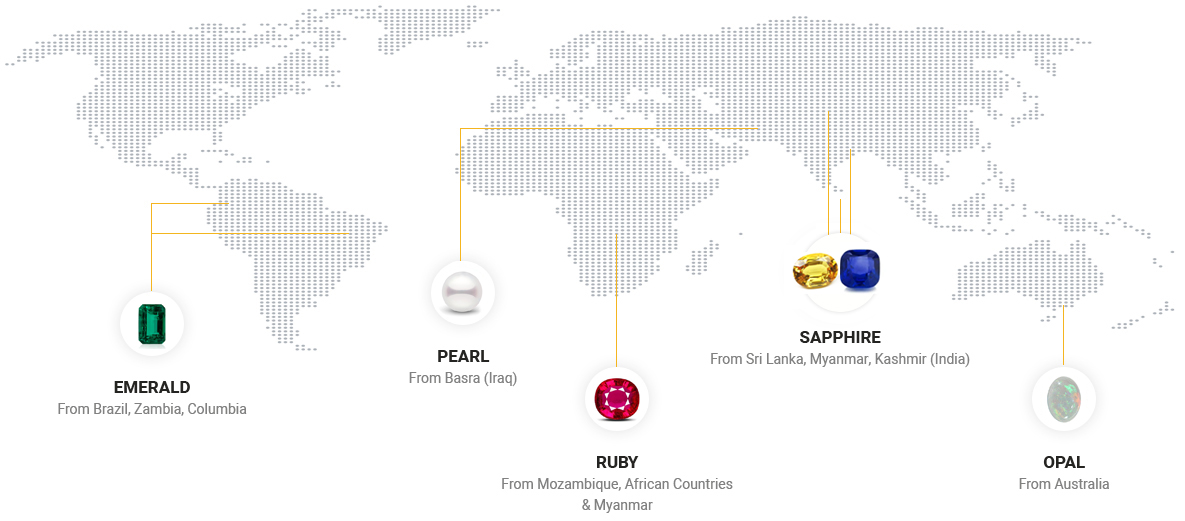 EMERALD
From Brazil, Zambia, Columbia
PEARL
From Basra (Iraq)
RUBY
From Mozambique, African Countries
& Myanmar
SAPPHIRE
From Sri Lanka, Myanmar, Kashmir (India)
OPAL
From Australia